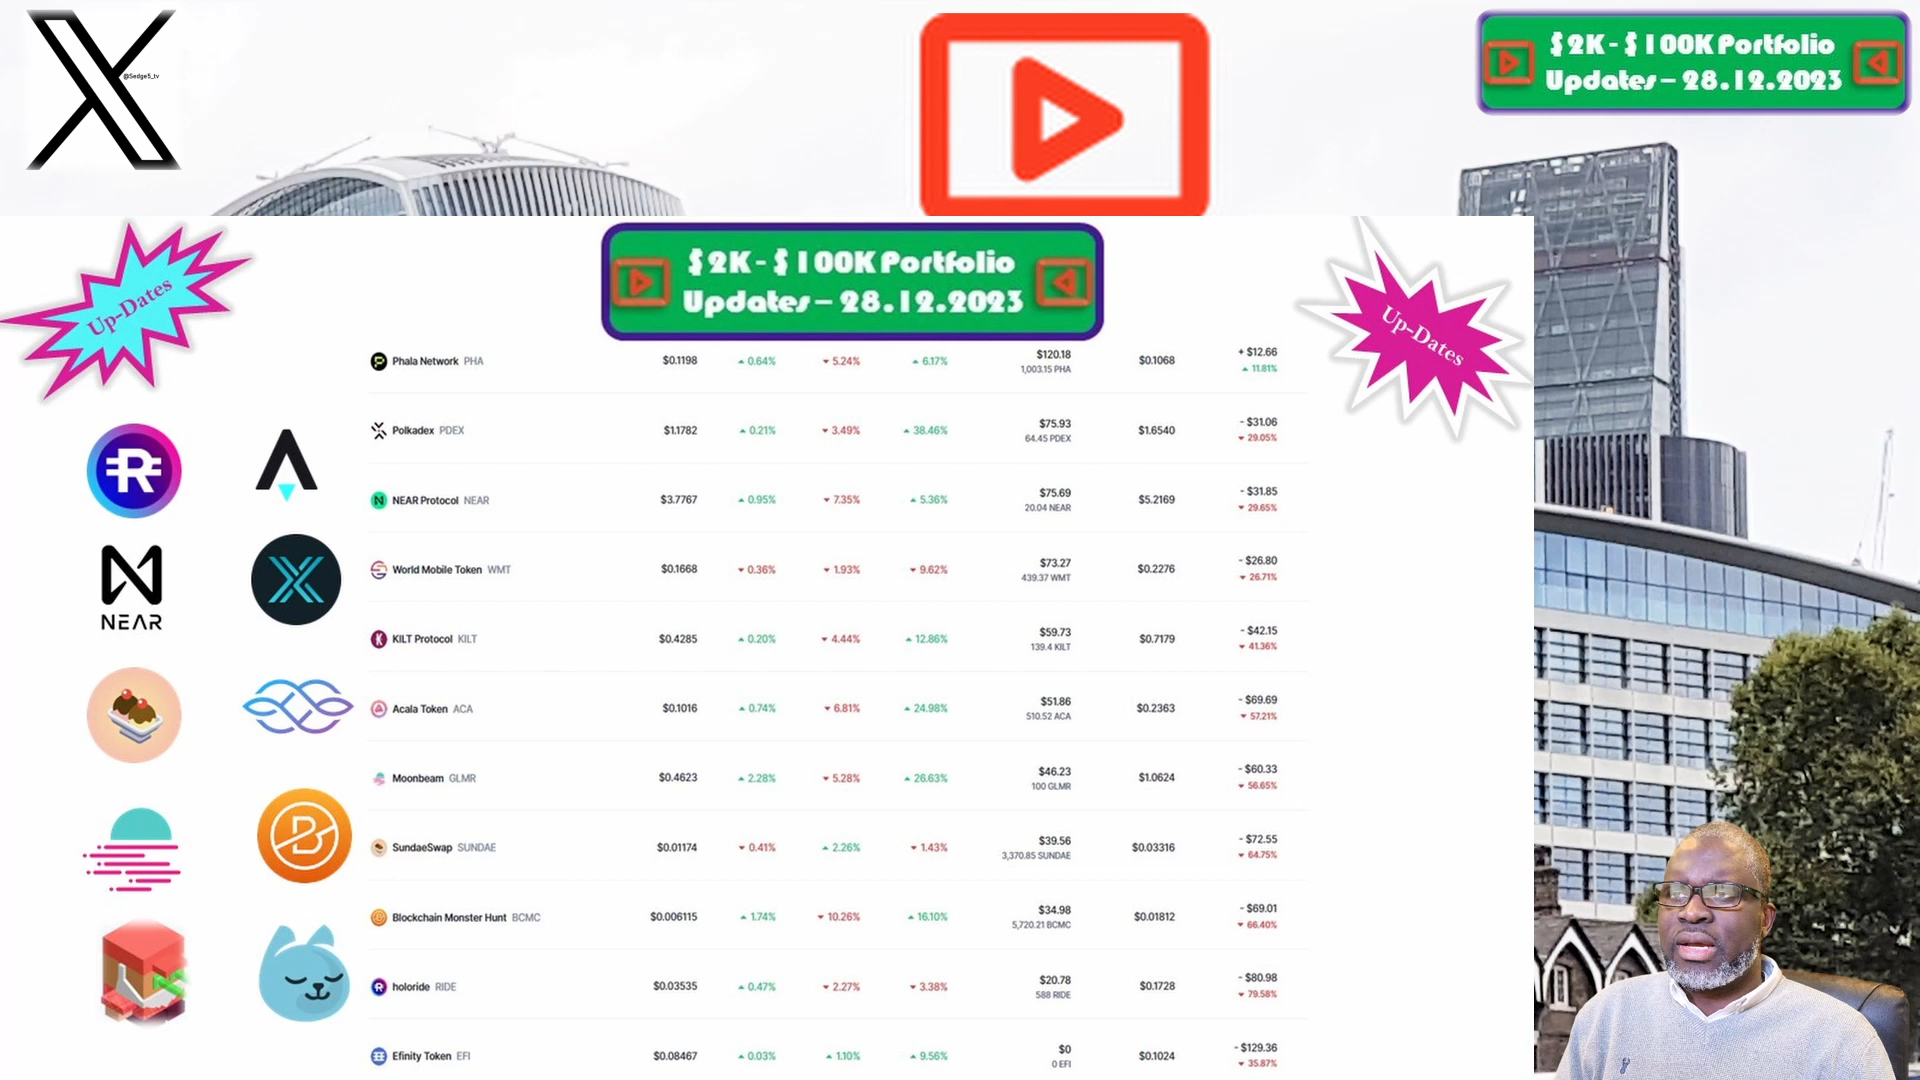 @Sedge5_tv
$2K - $100K Portfolio
Updates – 28.12.2023
Up-Dates
$2K - $100K Portfolio
Updates – 28.12.2023
Up-Dates
Phala Network PHA $0.1198 0.64% 5.24% 6.17% $120.18 $0.1068 + $12.66
1,003.15 PHA 11.81%
Polkadex PDEX $1.1782 0.21% 3.49% 38.46% $75.93 $1.6540 - $31.06
64.45 PDEX 29.05%
NEAR Protocol NEAR $3.7767 0.95% 7.35% 5.36% $75.69 $5.2169 - $31.85
20.04 NEAR 29.65%
World Mobile Token WMT $0.1668 0.36% 1.93% 9.62% $73.27 $0.2276 - $26.80
439.37 WMT 26.71%
KILT Protocol KILT $0.4285 0.20% 4.44% 12.86% $59.73 $0.7179 - $42.15
139.4 KILT 41.36%
Acala Token ACA $0.1016 0.74% 6.81% 24.98% $51.86 $0.2363 - $69.69
510.52 ACA 57.21%
Moonbeam GLMR $0.4623 2.28% 5.28% 26.63% $46.23 $1.0624 - $60.33
100 GLMR 56.65%
SundaeSwap SUNDAE $0.01174 0.41% 2.26% 1.43% $39.56 $0.03316 - $72.55
3,370.85 SUNDAE 64.75%
Blockchain Monster Hunt BCMC $0.006115 1.74% 10.26% 16.10% $34.98 $0.01812 - $69.01
5,720.21 BCMC 66.40%
holoride RIDE $0.03535 0.47% 2.27% 3.38% $20.78 $0.1728 - $80.98
588 RIDE 79.58%
Efinity Token EFI $0.08467 0.03% 1.10% 9.56% $0 $0.1024 - $129.36
0 EFI 35.87%
NEAR